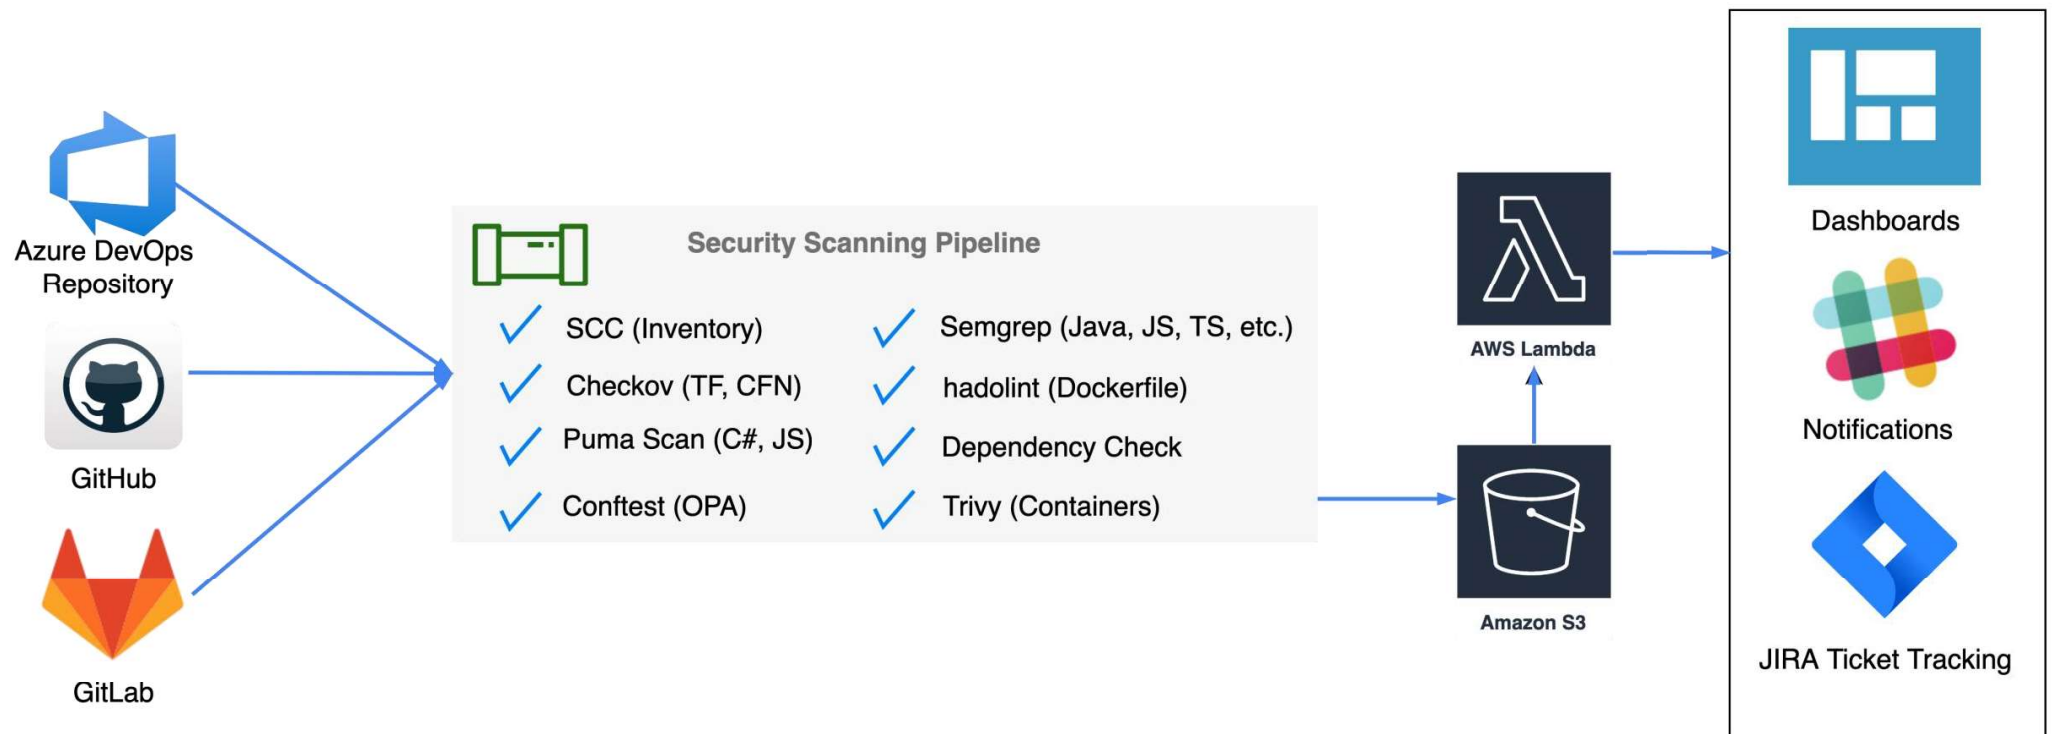 Azure DevOps
Repository
GitHub
GitLab
Security Scanning Pipeline
SCC (Inventory)
Checkov (TF, CFN)
Puma Scan (C#, JS)
Conftest (OPA)
Semgrep (Java, JS, TS, etc.)
hadolint (Dockerfile)
Dependency Check
Trivy (Containers)
AWS Lambda
Amazon S3
Dashboards
Notifications
JIRA Ticket Tracking